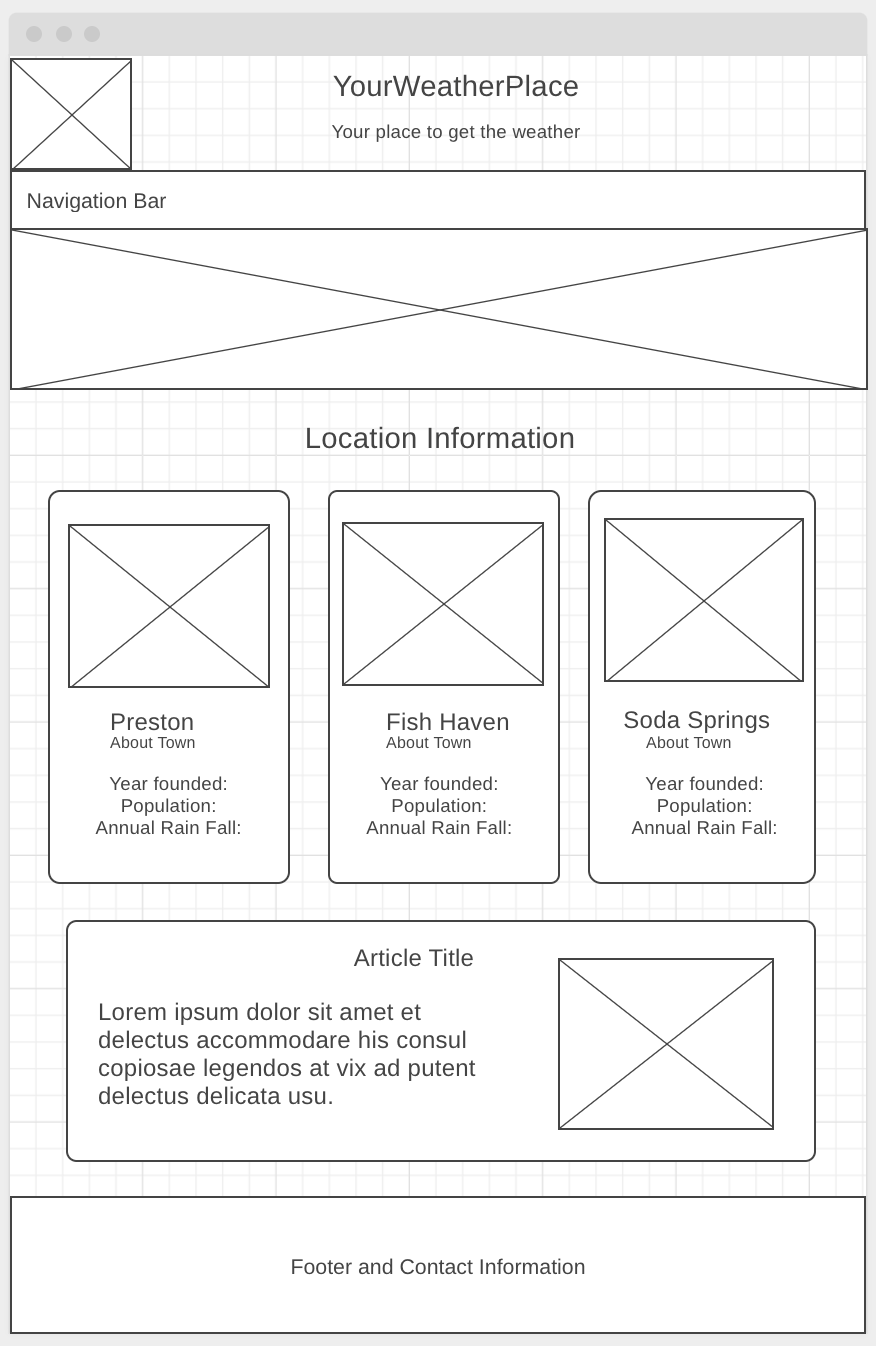 YourWeatherPlace
Your place to get the weather
Navigation Bar
Location Information
Preston
About Town
Year founded:
Population:
Annual Rain Fall:
Fish Haven
About Town
Year founded:
Population:
Annual Rain Fall:
Soda Springs
About Town
Year founded:
Population:
Annual Rain Fall:
Article Title
Lorem ipsum dolor sit amet et
delectus accommodare his consul
copiosae legendos at vix ad putent
delectus delicata usu.
Footer and Contact Information